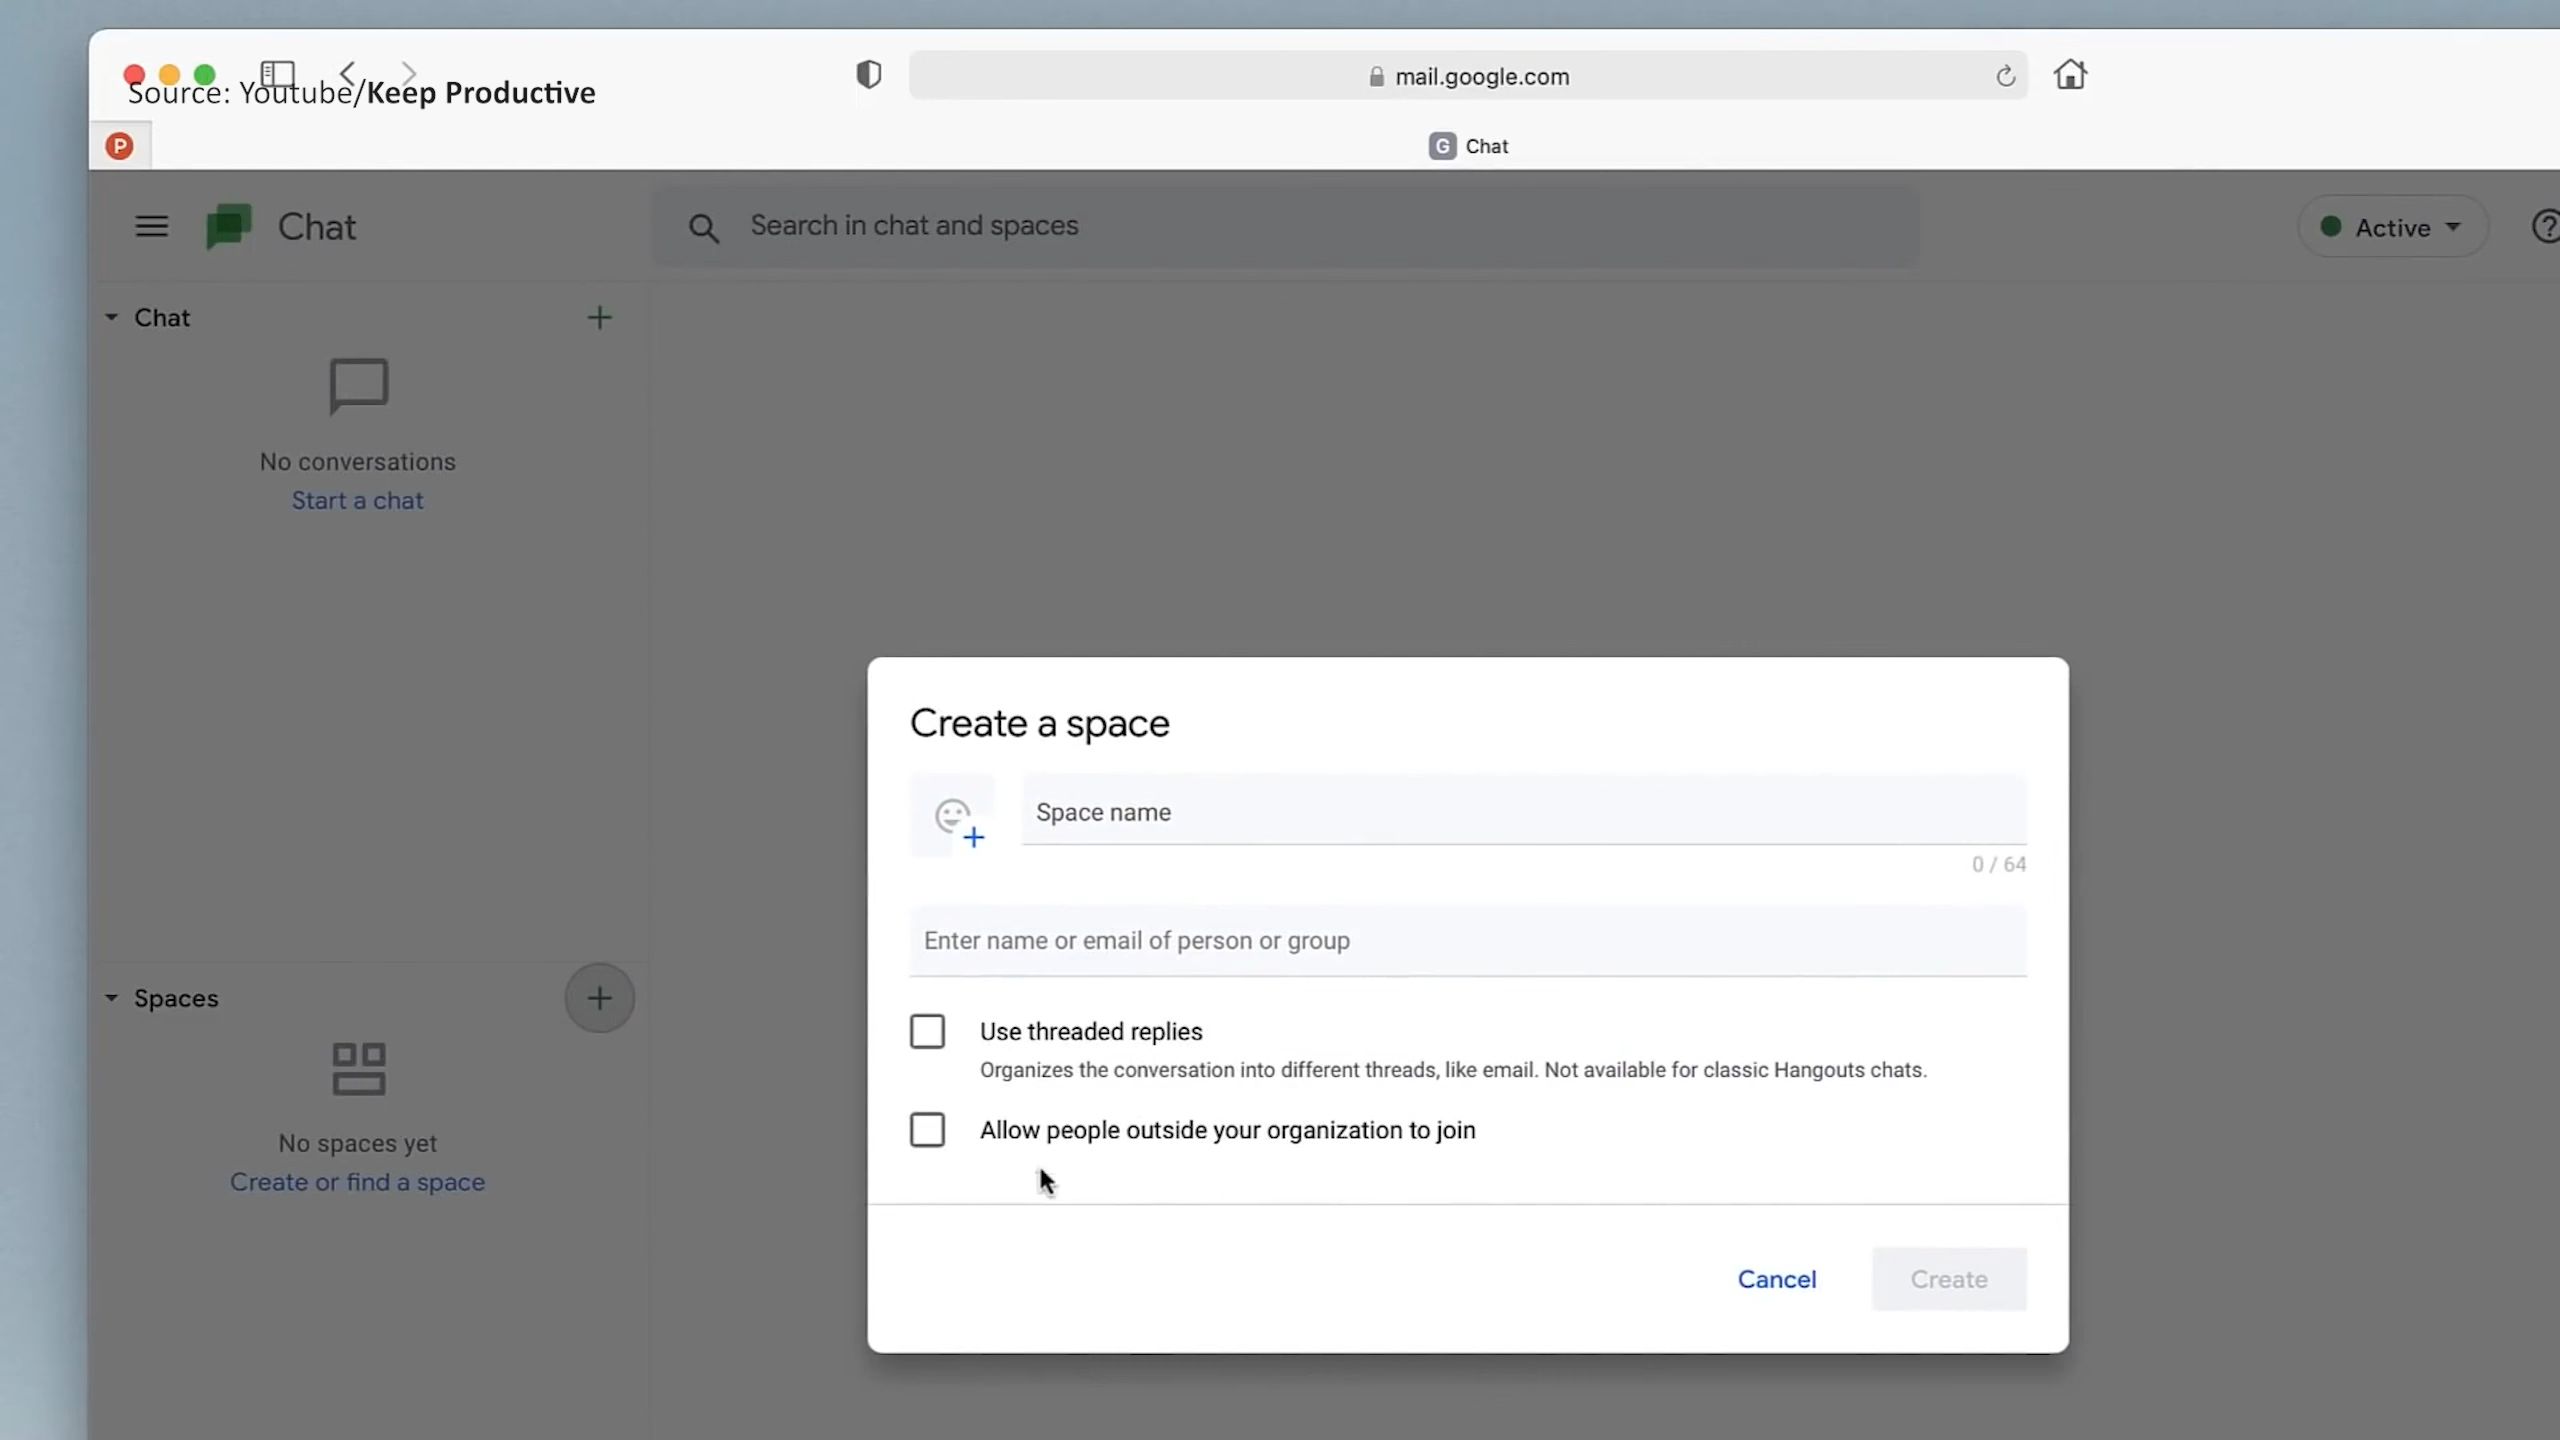 Source: Youtube/Keep Productive
mail.google.com
P
G Chat
Chat
Search in chat and spaces
Active
Chat
No conversations
Start a chat
Create a space
Space name
0 / 64
Enter name or email of person or group
Spaces
Use threaded replies
Organizes the conversation into different threads, like email. Not available for classic Hangouts chats.
Allow people outside your organization to join
No spaces yet
Create or find a space
Cancel
Create